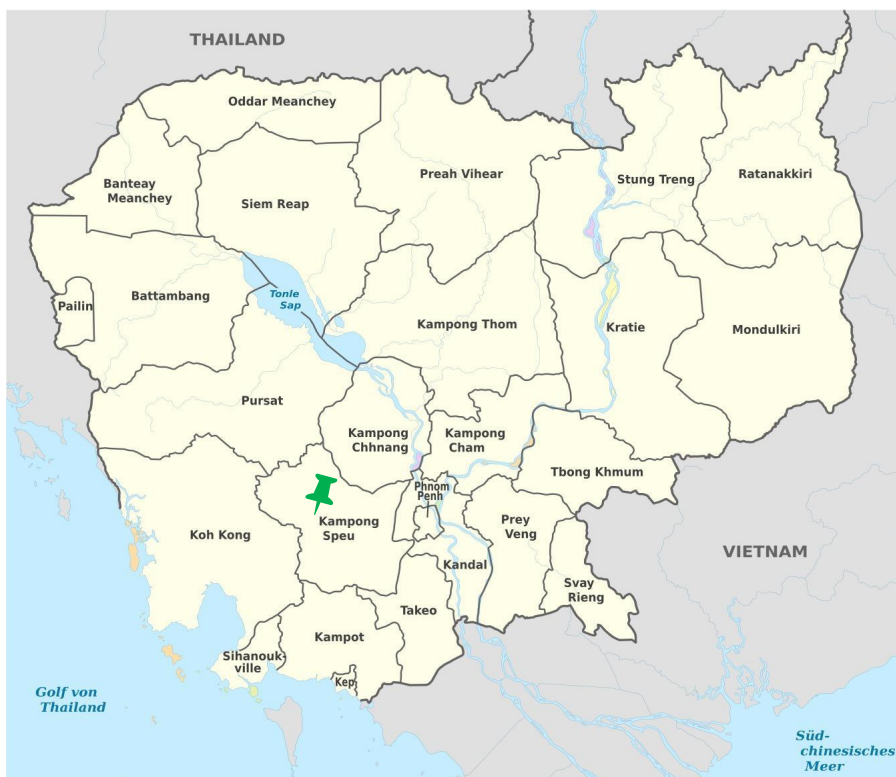 THAILAND
Oddar Meanchey
Banteay
Meanchey
Siem Reap
Preah Vihear
Stung Treng
Ratanakkiri
Pailin
Battambang
Tonle
Sap
Kampong Thom
Kratie
Mondulkiri
Pursat
Kampong
Chhnang
Kampong
Cham
Tbong Khmum
Phnom
Penh
Koh Kong
Kampong
Speu
Prey
Veng
Kandal
Svay
Rieng
VIETNAM
Takeo
Kampot
Sihanouk-
ville
Kep
Golf von
Thailand
Süd-
chinesisches
Meer